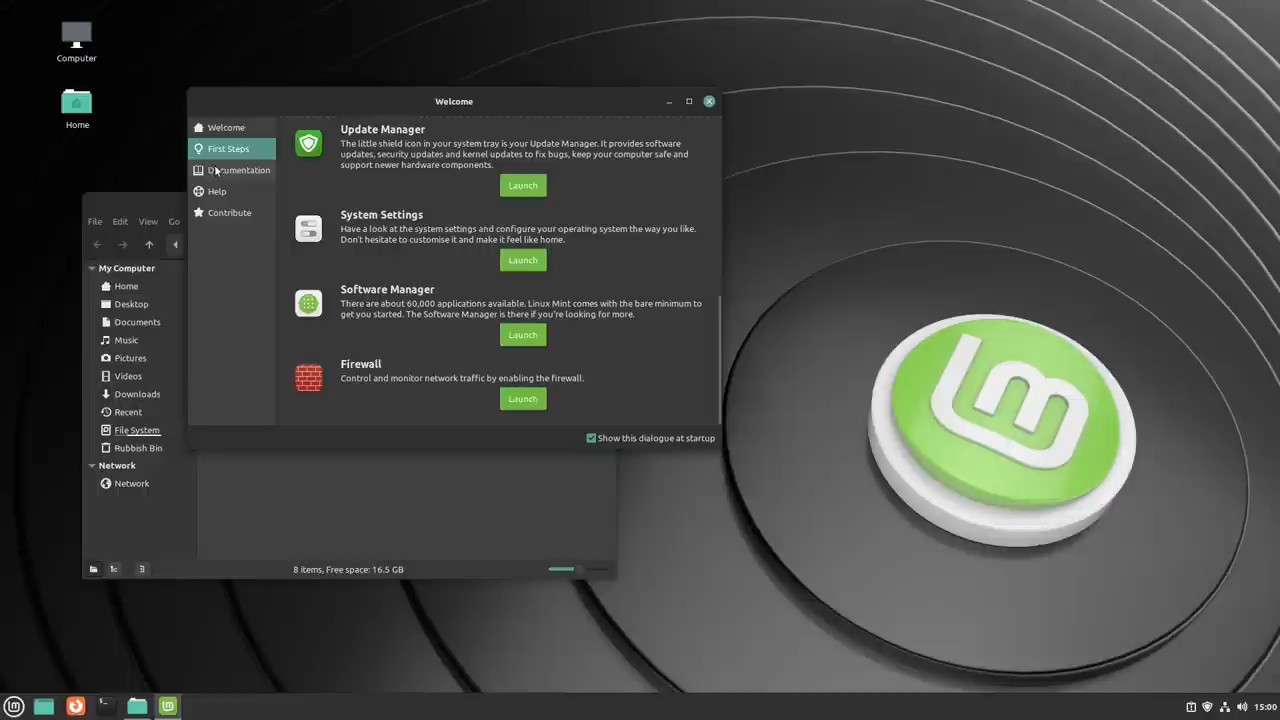 Computer
Home
Welcome
Welcome
First Steps
Documentation
Help
Contribute
Update Manager
The little shield icon in your system tray is your Update Manager. It provides software
updates, security updates and kernel updates to fix bugs, keep your computer safe and
support newer hardware components.
Launch
System Settings
Have a look at the system settings and configure your operating system the way you like.
Don't hesitate to customise it and make it feel like home.
Launch
Software Manager
There are about 60,000 applications available. Linux Mint comes with the bare minimum to
get you started. The Software Manager is there if you're looking for more.
Launch
Firewall
Control and monitor network traffic by enabling the firewall.
Launch
Show this dialogue at startup
File Edit View Go
My Computer
Home
Desktop
Documents
Music
Pictures
Videos
Downloads
Recent
File System
Rubbish Bin
Network
Network
8 items, Free space: 16.5 GB
15:00